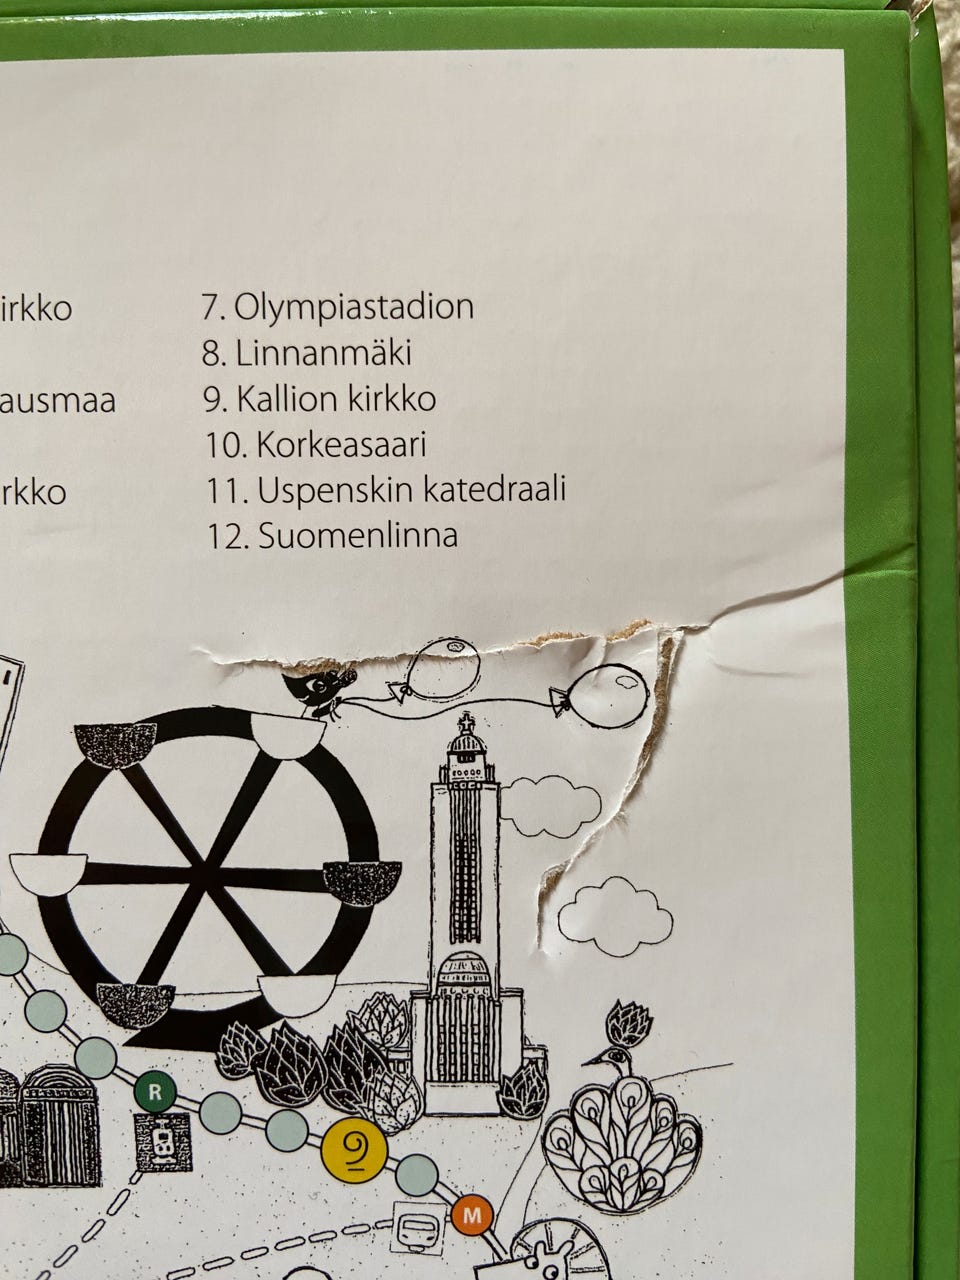 irkko
ausmaa
rkko
7. Olympiastadion
8. Linnanmäki
9. Kallion kirkko
10. Korkeasaari
11. Uspenskin katedraali
12. Suomenlinna
R
9
M